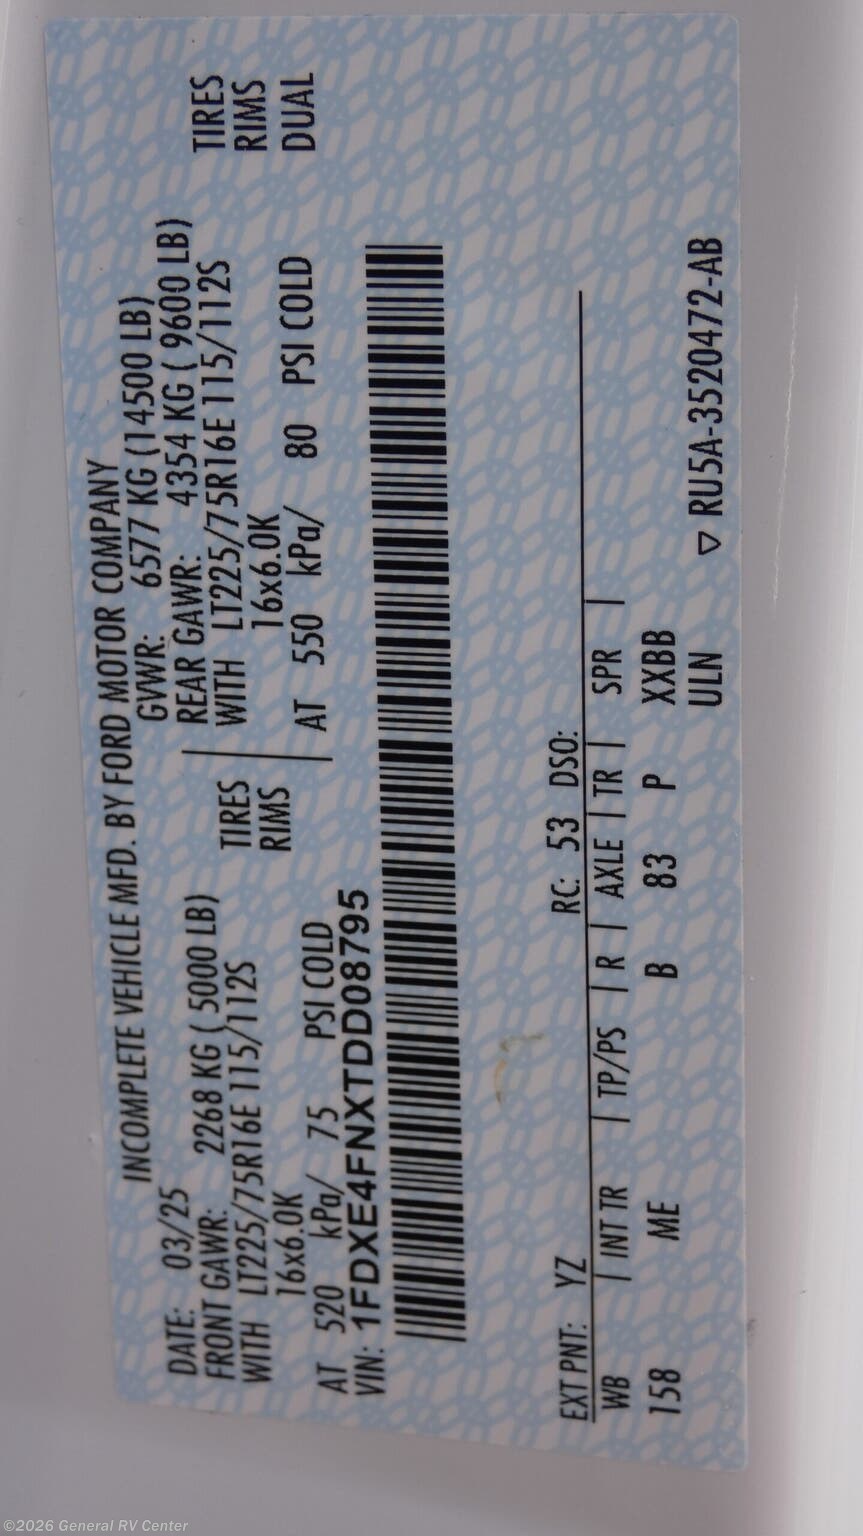 INCOMPLETE VEHICLE MFD. BY FORD MOTOR COMPANY
DATE: 03/25 GVWR: 6577 KG (14500 LB)
FRONT GAWR: 2268 KG ( 5000 LB) REAR GAWR: 4354 KG ( 9600 LB)
WITH LT225/75R16E 115/112S TIRES WITH LT225/75R16E 115/112S TIRES
16x6.0K RIMS 16x6.0K RIMS
AT 520 kPa/ 75 PSI COLD AT 550 kPa/ 80 PSI COLD DUAL
VIN: 1FDXE4FNXTDD08795
EXT PNT: YZ RC: 53 DSO:
WB | INT TR | TP/PS | R | AXLE | TR | SPR |
158 ME B 83 P XXBB
ULN ▽ RU5A-3520472-AB
©2026 General RV Center